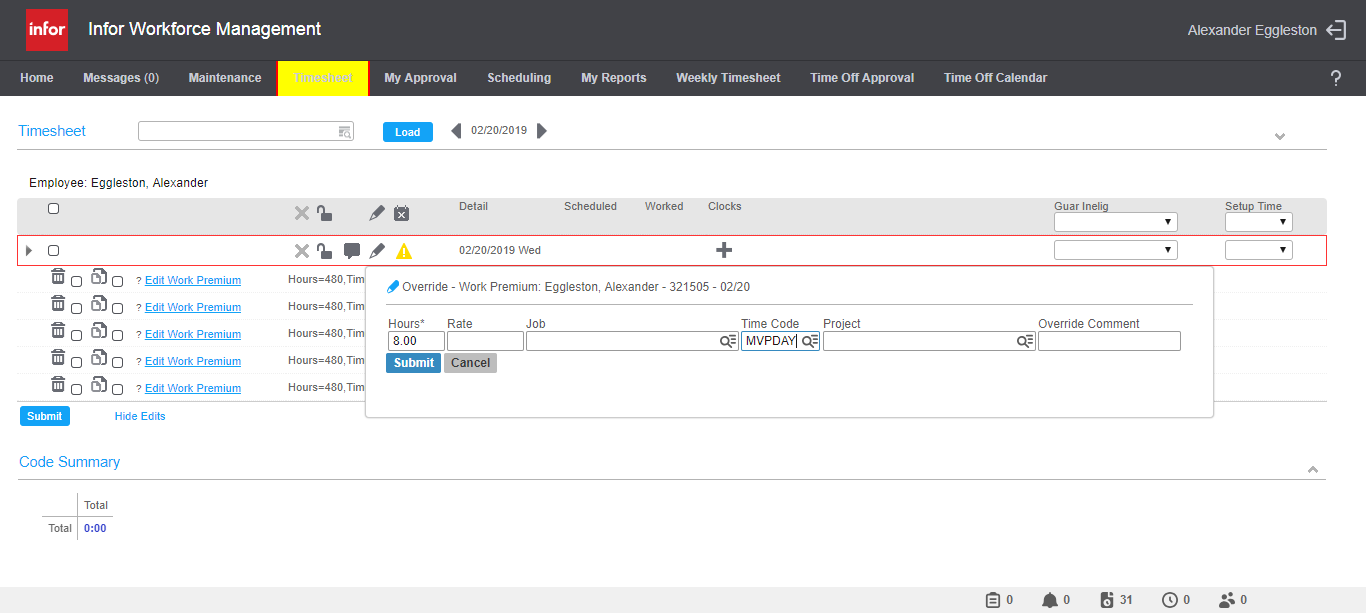 infor Infor Workforce Management Alexander Eggleston
Home Messages (0) Maintenance Timesheet My Approval Scheduling My Reports Weekly Timesheet Time Off Approval Time Off Calendar ?
Timesheet Load 02/20/2019
Employee: Eggleston, Alexander
Detail Scheduled Worked Clocks Guar Inelig Setup Time
02/20/2019 Wed
? Edit Work Premium Hours=480,Tim
Override - Work Premium: Eggleston, Alexander - 321505 - 02/20
? Edit Work Premium Hours=480,Tim
Hours* Rate Job Time Code Project Override Comment
? Edit Work Premium Hours=480,Tim
8.00 MVPDAY
? Edit Work Premium Hours=480,Tim
Submit Cancel
? Edit Work Premium Hours=480,Tim
Submit Hide Edits
Code Summary
Total
Total 0:00
0 0 31 0 0